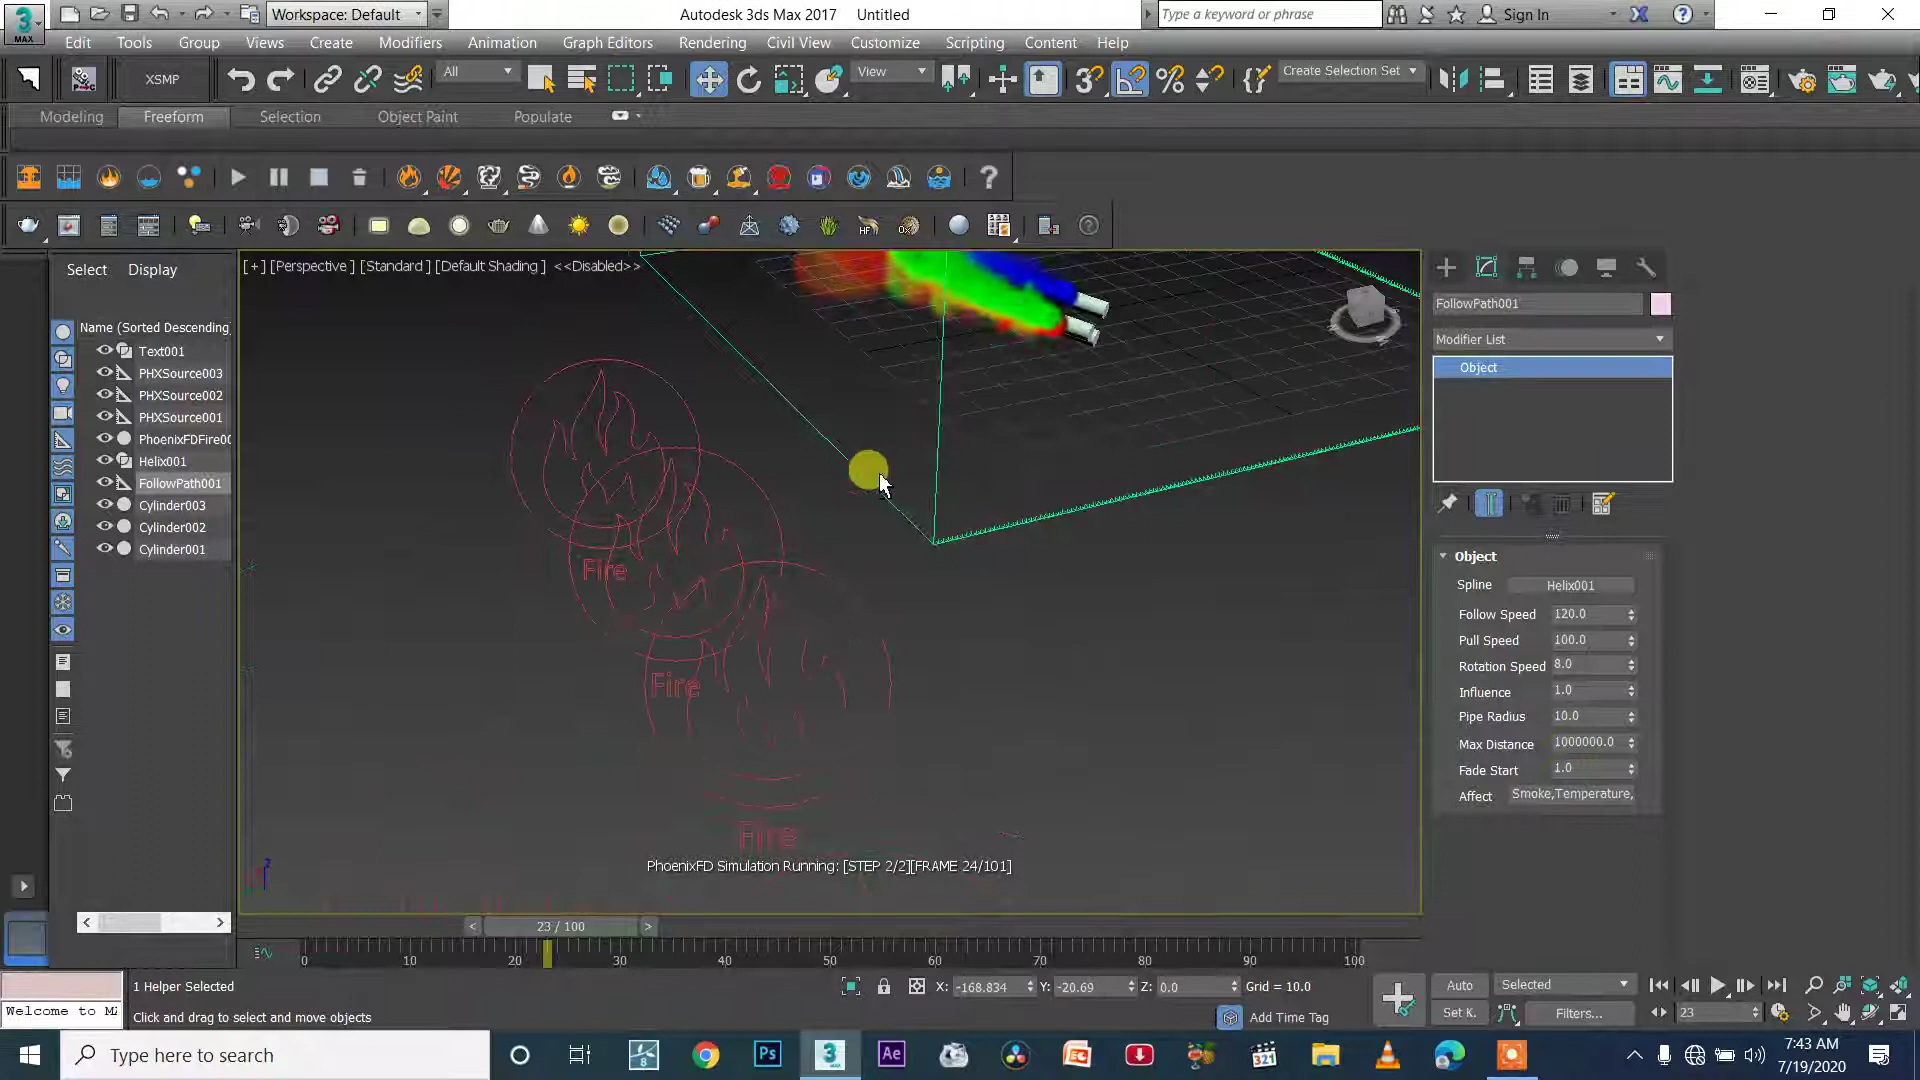 3
MAX
Workspace: Default
Autodesk 3ds Max 2017 Untitled
Type a keyword or phrase
Sign In
Edit Tools Group Views Create Modifiers Animation Graph Editors Rendering Civil View Customize Scripting Content Help
XSMP
All
View
Create Selection Set
Modeling Freeform Selection Object Paint Populate
Select Display
[+] [Perspective ] [Standard ] [Default Shading ] <<Disabled>>
Name (Sorted Descending)
Text001
PHXSource003
PHXSource002
PHXSource001
PhoenixFDFire00
Helix001
FollowPath001
Cylinder003
Cylinder002
Cylinder001
Fire
Fire
Fire
PhoenixFD Simulation Running: [STEP 2/2][FRAME 24/101]
FollowPath001
Modifier List
Object
Object
Spline Helix001
Follow Speed 120.0
Pull Speed 100.0
Rotation Speed 8.0
Influence 1.0
Pipe Radius 10.0
Max Distance 1000000.0
Fade Start 1.0
Affect Smoke,Temperature,
< 23 / 100 >
0 10 20 30 40 50 60 70 80 90 100
1 Helper Selected
X: -168.834 Y: -20.69 Z: 0.0 Grid = 10.0
Auto Selected
Welcome to MA
Click and drag to select and move objects
Add Time Tag
Set K. Filters... 23
Type here to search
7:43 AM
7/19/2020